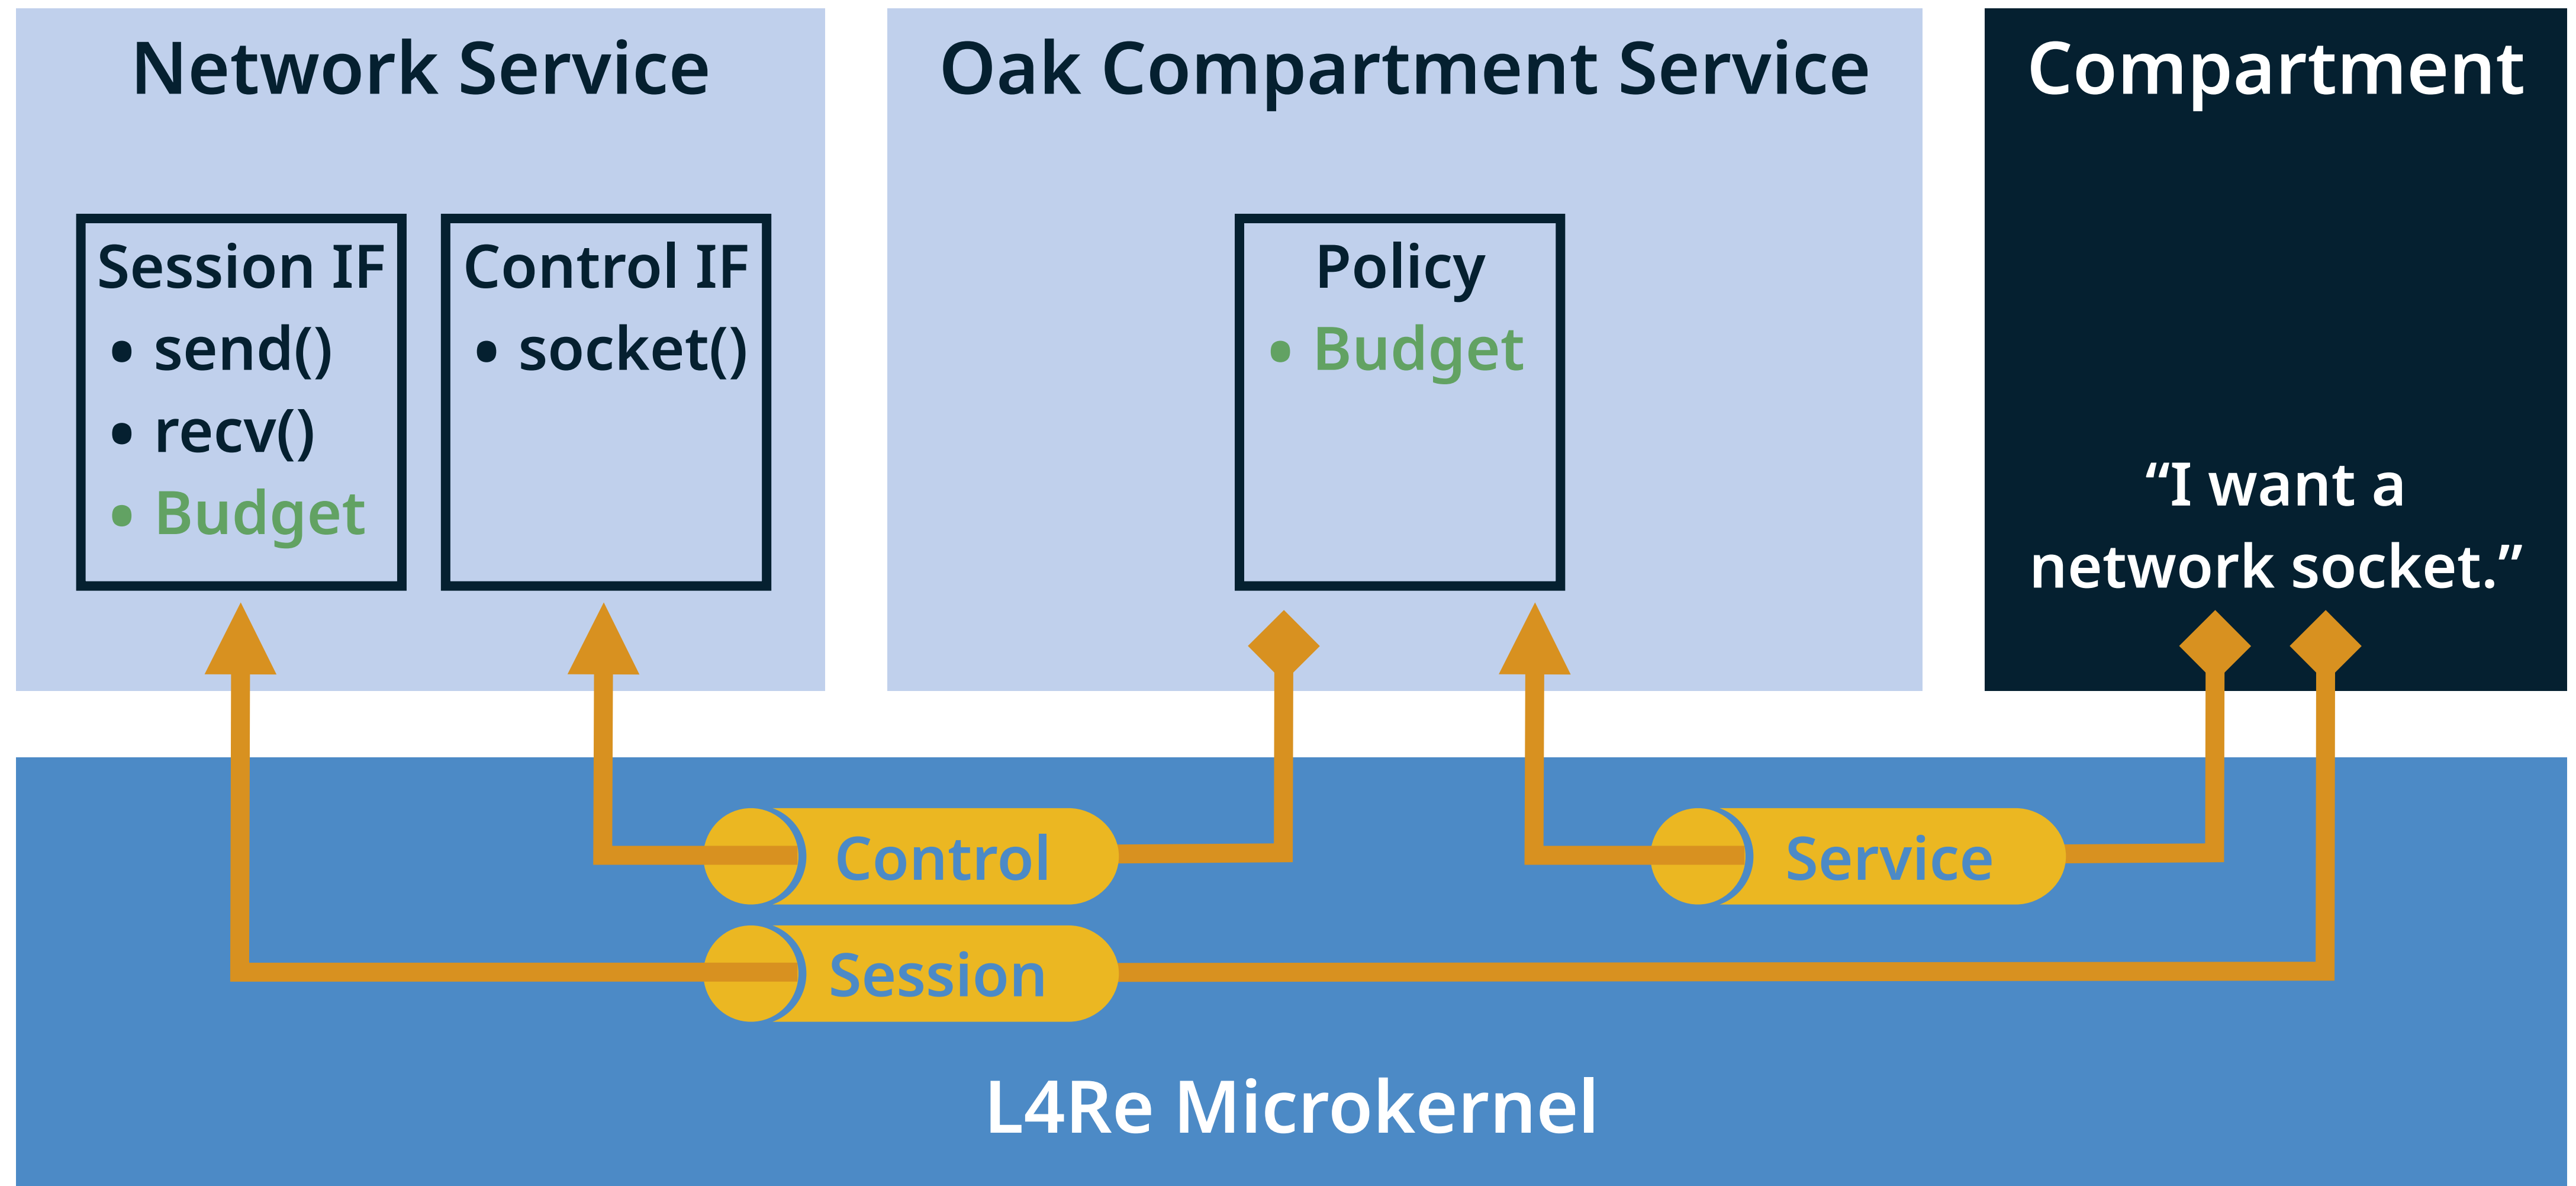 Network Service
Session IF
• send()
• recv()
• Budget
Control IF
• socket()
Oak Compartment Service
Policy
• Budget
Compartment
“I want a
network socket.”
Control
Service
Session
L4Re Microkernel